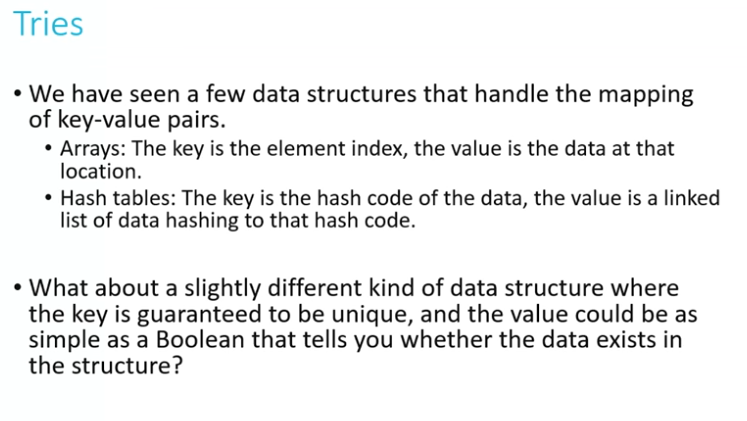 Tries
• We have seen a few data structures that handle the mapping
of key-value pairs.
• Arrays: The key is the element index, the value is the data at that
location.
• Hash tables: The key is the hash code of the data, the value is a linked
list of data hashing to that hash code.
• What about a slightly different kind of data structure where
the key is guaranteed to be unique, and the value could be as
simple as a Boolean that tells you whether the data exists in
the structure?